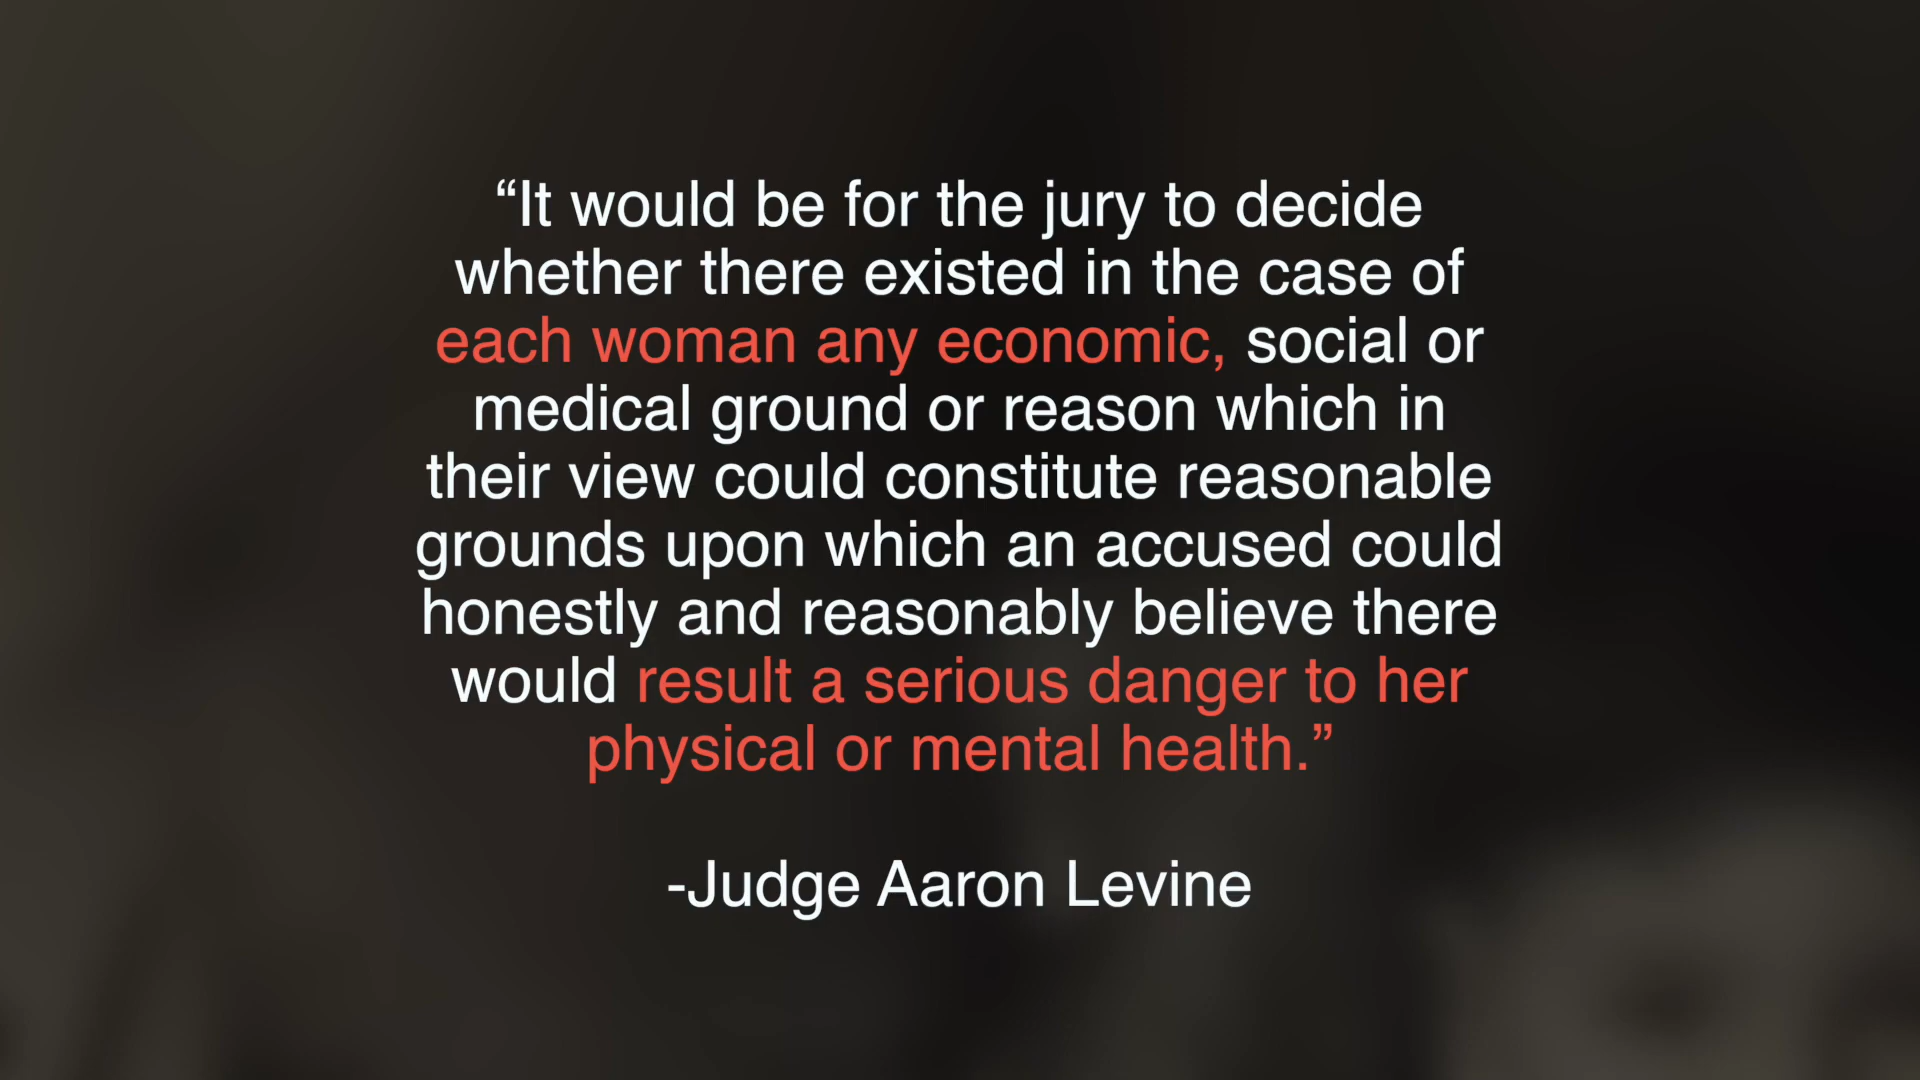 “It would be for the jury to decide
whether there existed in the case of
each woman any economic, social or
medical ground or reason which in
their view could constitute reasonable
grounds upon which an accused could
honestly and reasonably believe there
would result a serious danger to her
physical or mental health.”
-Judge Aaron Levine